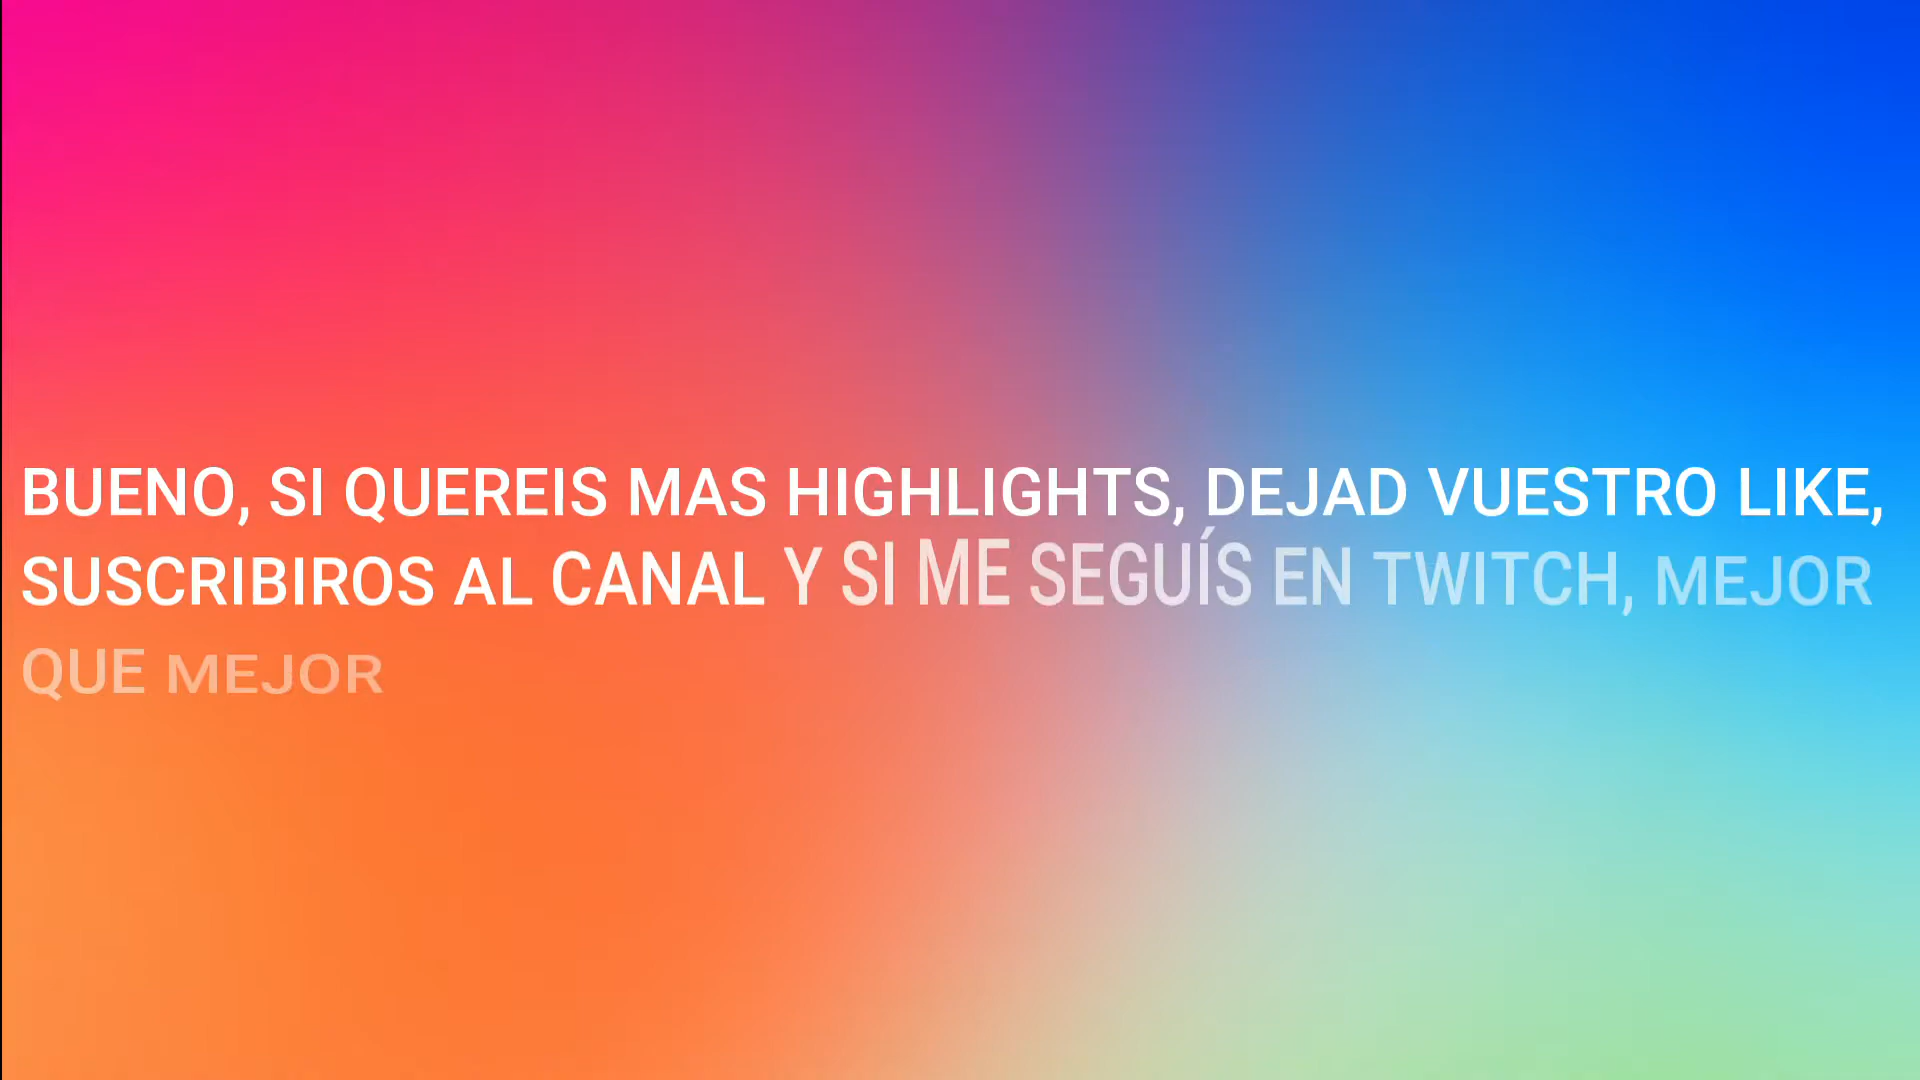 BUENO, SI QUEREIS MAS HIGHLIGHTS, DEJAD VUESTRO LIKE,
SUSCRIBIROS AL CANAL Y SI ME SEGUÍS EN TWITCH, MEJOR
QUE MEJOR